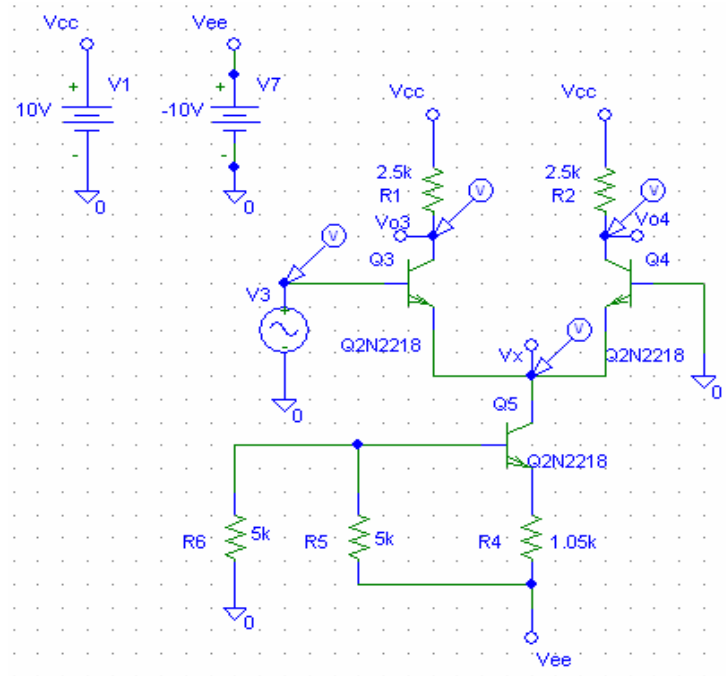 Vcc
Vee
+ V1
+ V7
10V
-10V
-
-
0
0
Vcc
Vcc
2.5k
R1
2.5k
R2
V
V
V
Vo3
Vo4
Q3
Q4
V3
+
-
Q2N2218
Q2N2218
V
Vx
0
0
Q5
Q2N2218
R6
5k
R5
5k
R4
1.05k
0
Vee